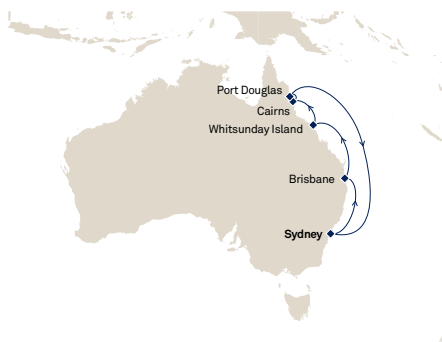 Port Douglas
Cairns
Whitsunday Island
Brisbane
Sydney